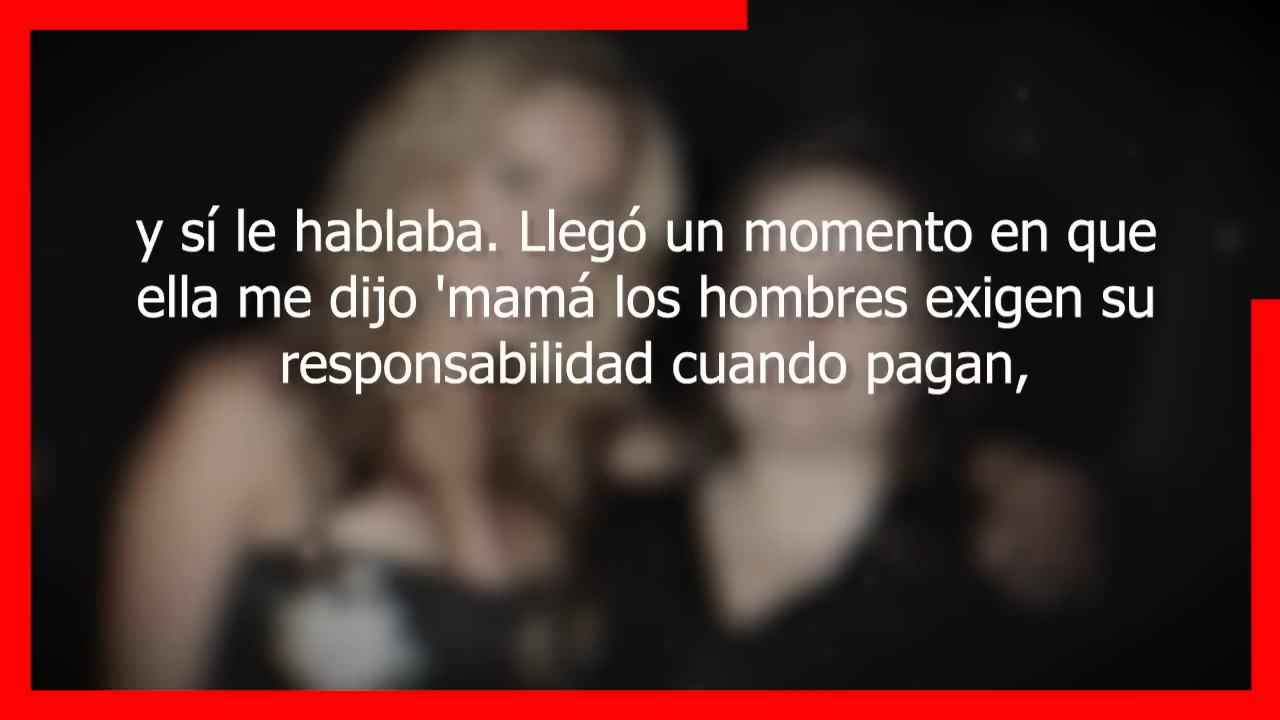 y sí le hablaba. Llegó un momento en que
ella me dijo 'mamá los hombres exigen su
responsabilidad cuando pagan,